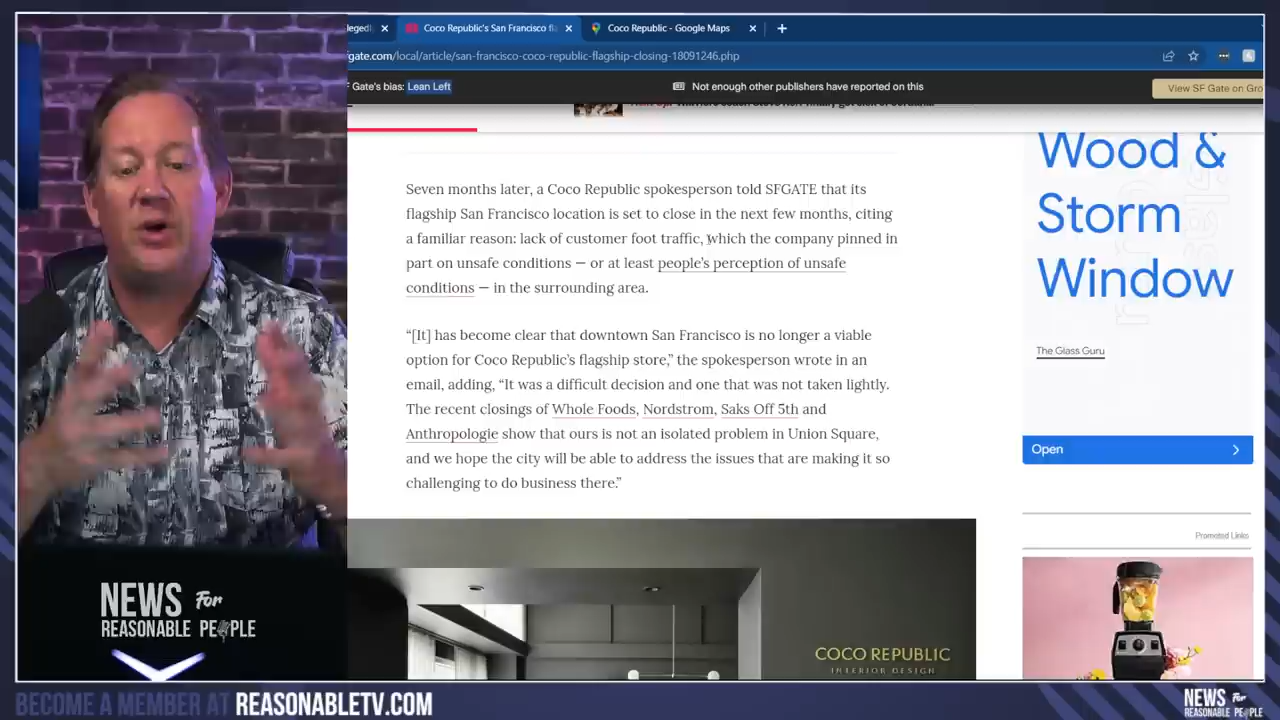 Coco Republic's San Francisco fl
Coco Republic - Google Maps
fgate.com/local/article/san-francisco-coco-republic-flagship-closing-18091246.php
F Gate's bias: Lean Left
Not enough other publishers have reported on this
View SF Gate on Gro
Seven months later, a Coco Republic spokesperson told SFGATE that its
flagship San Francisco location is set to close in the next few months, citing
a familiar reason: lack of customer foot traffic, which the company pinned in
part on unsafe conditions — or at least people's perception of unsafe
conditions — in the surrounding area.
“[It] has become clear that downtown San Francisco is no longer a viable
option for Coco Republic’s flagship store,” the spokesperson wrote in an
email, adding, “It was a difficult decision and one that was not taken lightly.
The recent closings of Whole Foods, Nordstrom, Saks Off 5th and
Anthropologie show that ours is not an isolated problem in Union Square,
and we hope the city will be able to address the issues that are making it so
challenging to do business there.”
COCO REPUBLIC
INTERIOR DESIGN
Wood &
Storm
Window
The Glass Guru
Open
Promoted Links
NEWS For
REASONABLE PEOPLE
BECOME A MEMBER AT REASONABLETV.COM
NEWS For
REASONABLE PEOPLE